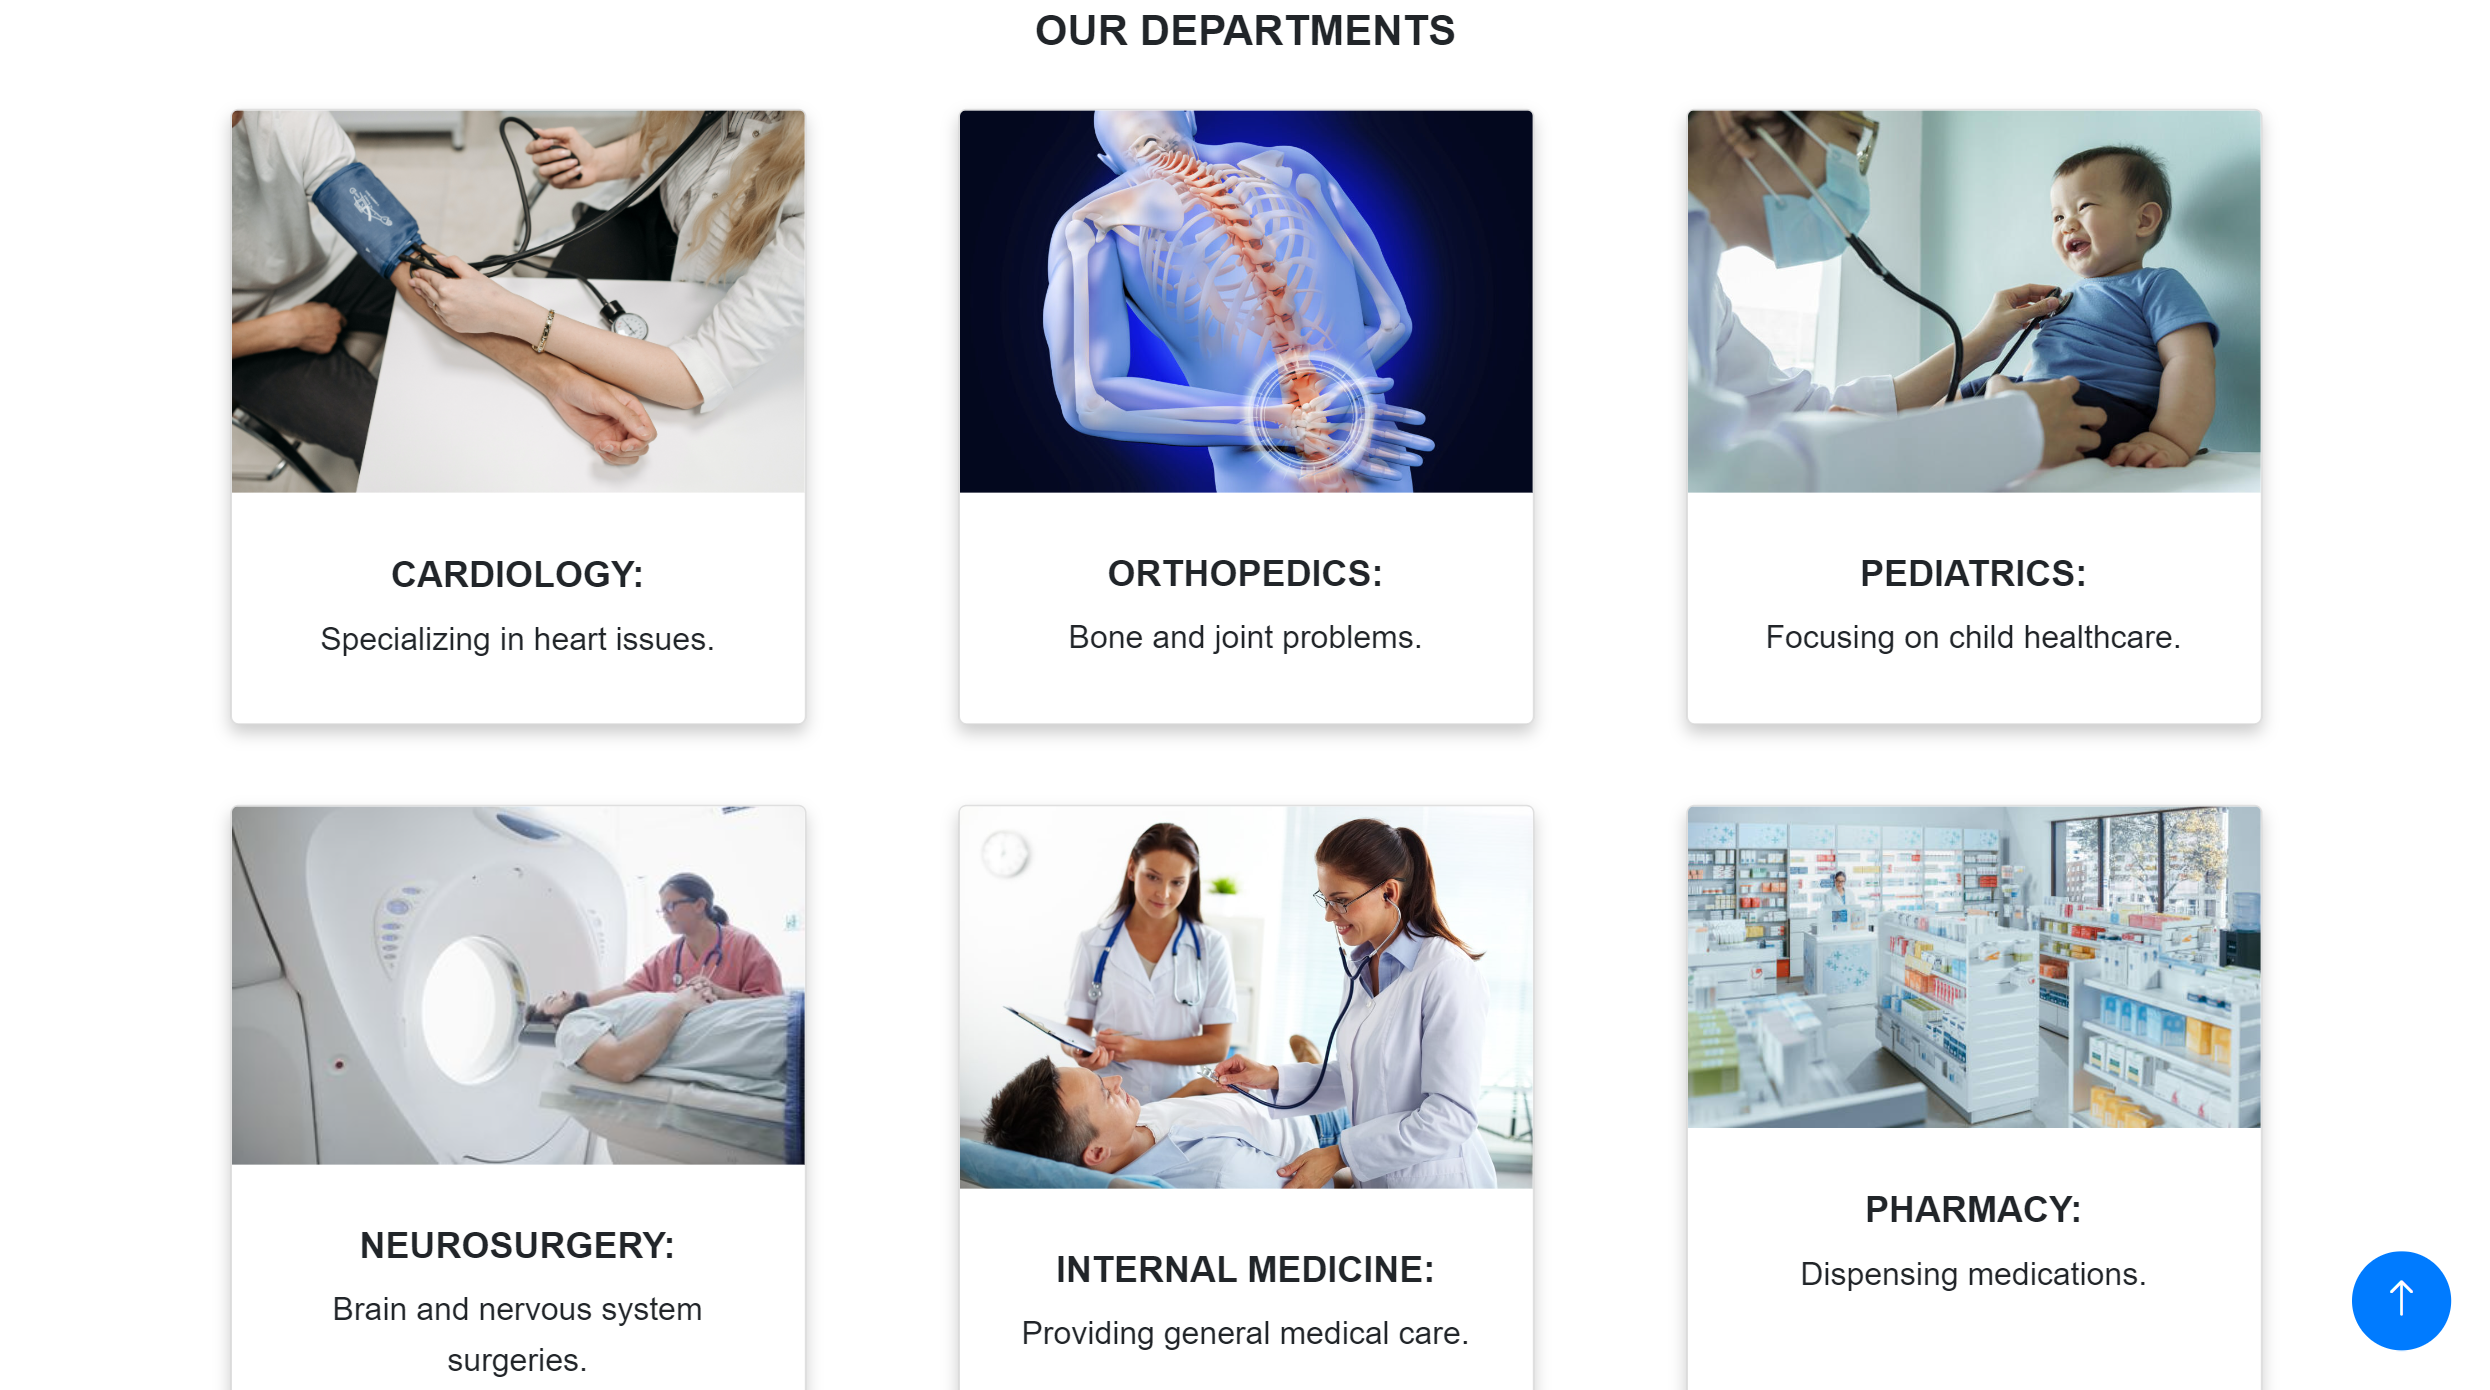 OUR DEPARTMENTS
CARDIOLOGY:
Specializing in heart issues.
ORTHOPEDICS:
Bone and joint problems.
PEDIATRICS:
Focusing on child healthcare.
NEUROSURGERY:
Brain and nervous system
surgeries.
INTERNAL MEDICINE:
Providing general medical care.
PHARMACY:
Dispensing medications.